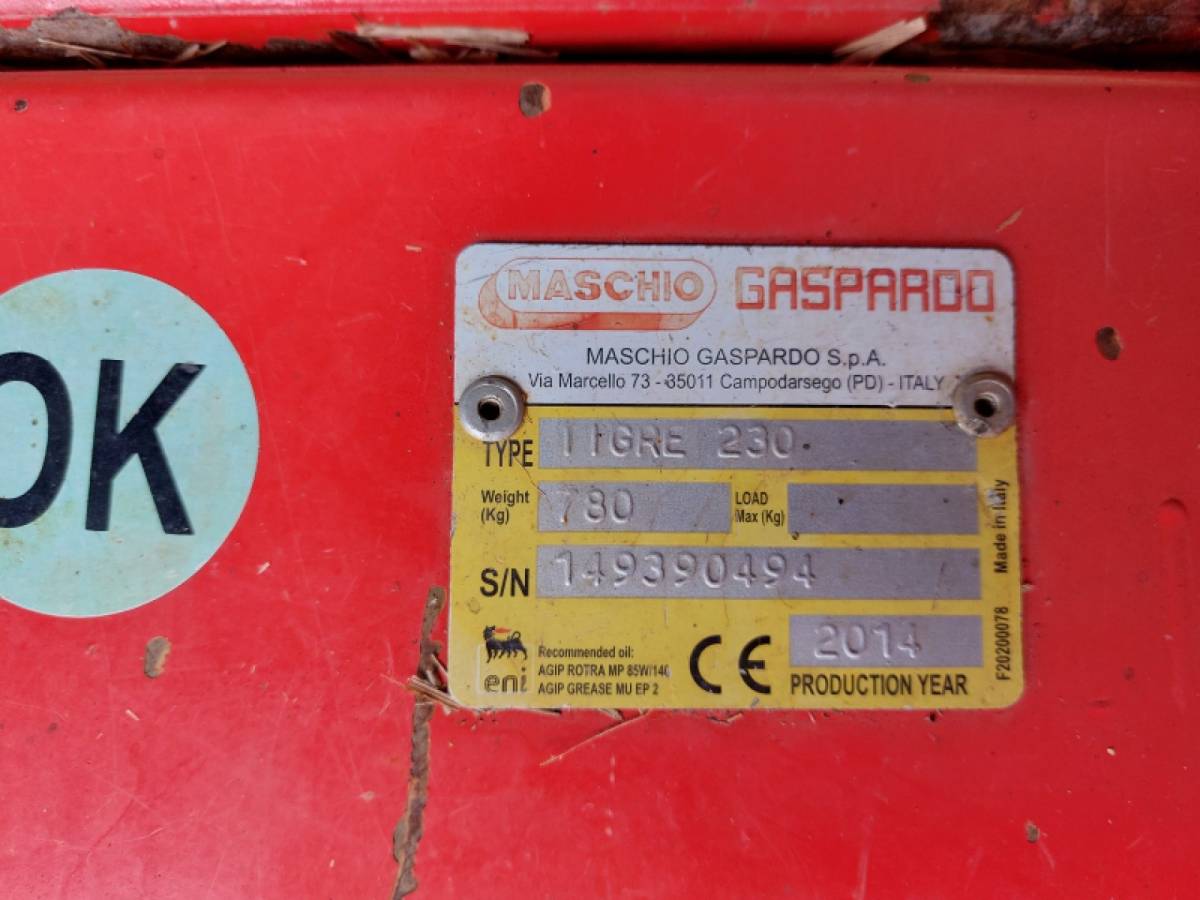 OK
MASCHIO GASPARDO
MASCHIO GASPARDO S.p.A.
Via Marcello 73 - 35011 Campodarsego (PD) - ITALY
TYPE TIGRE 230
Weight (Kg) 780 LOAD Max (Kg)
S/N 149390494
eni
Recommended oil:
AGIP ROTRA MP 85W/140
AGIP GREASE MU EP 2
CE
2014
PRODUCTION YEAR
F20200078 Made in Italy